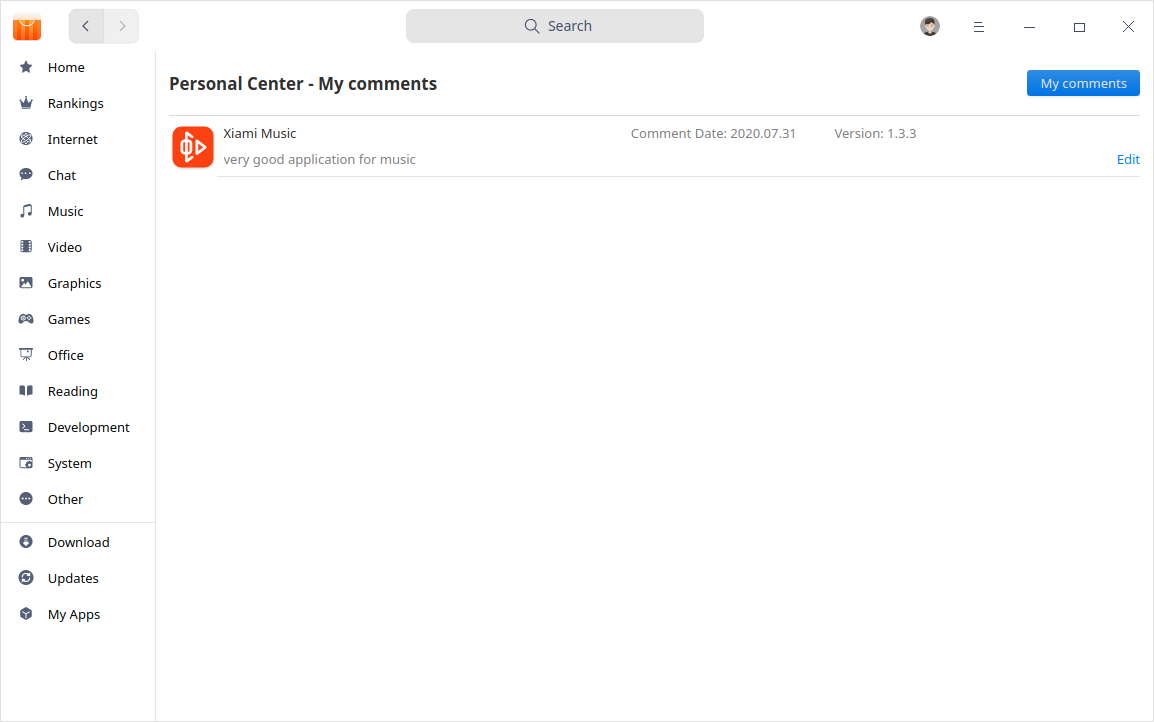 Search
Home
Rankings
Internet
Chat
Music
Video
Graphics
Games
Office
Reading
Development
System
Other
Download
Updates
My Apps
Personal Center - My comments
My comments
Xiami Music
Comment Date: 2020.07.31
Version: 1.3.3
very good application for music
Edit